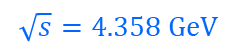 √s = 4.358 GeV